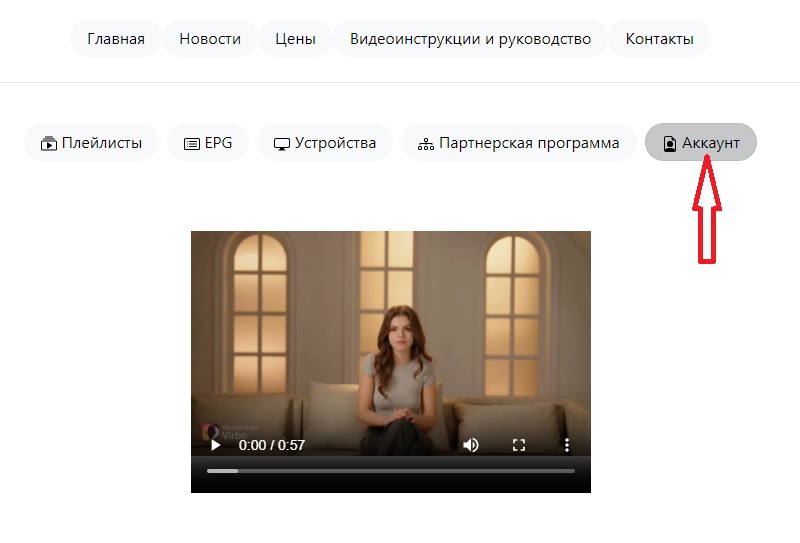 Главная Новости Цены Видеоинструкции и руководство Контакты
Плейлисты EPG Устройства Партнерская программа Аккаунт
Wondershare
Virbo
0:00 / 0:57